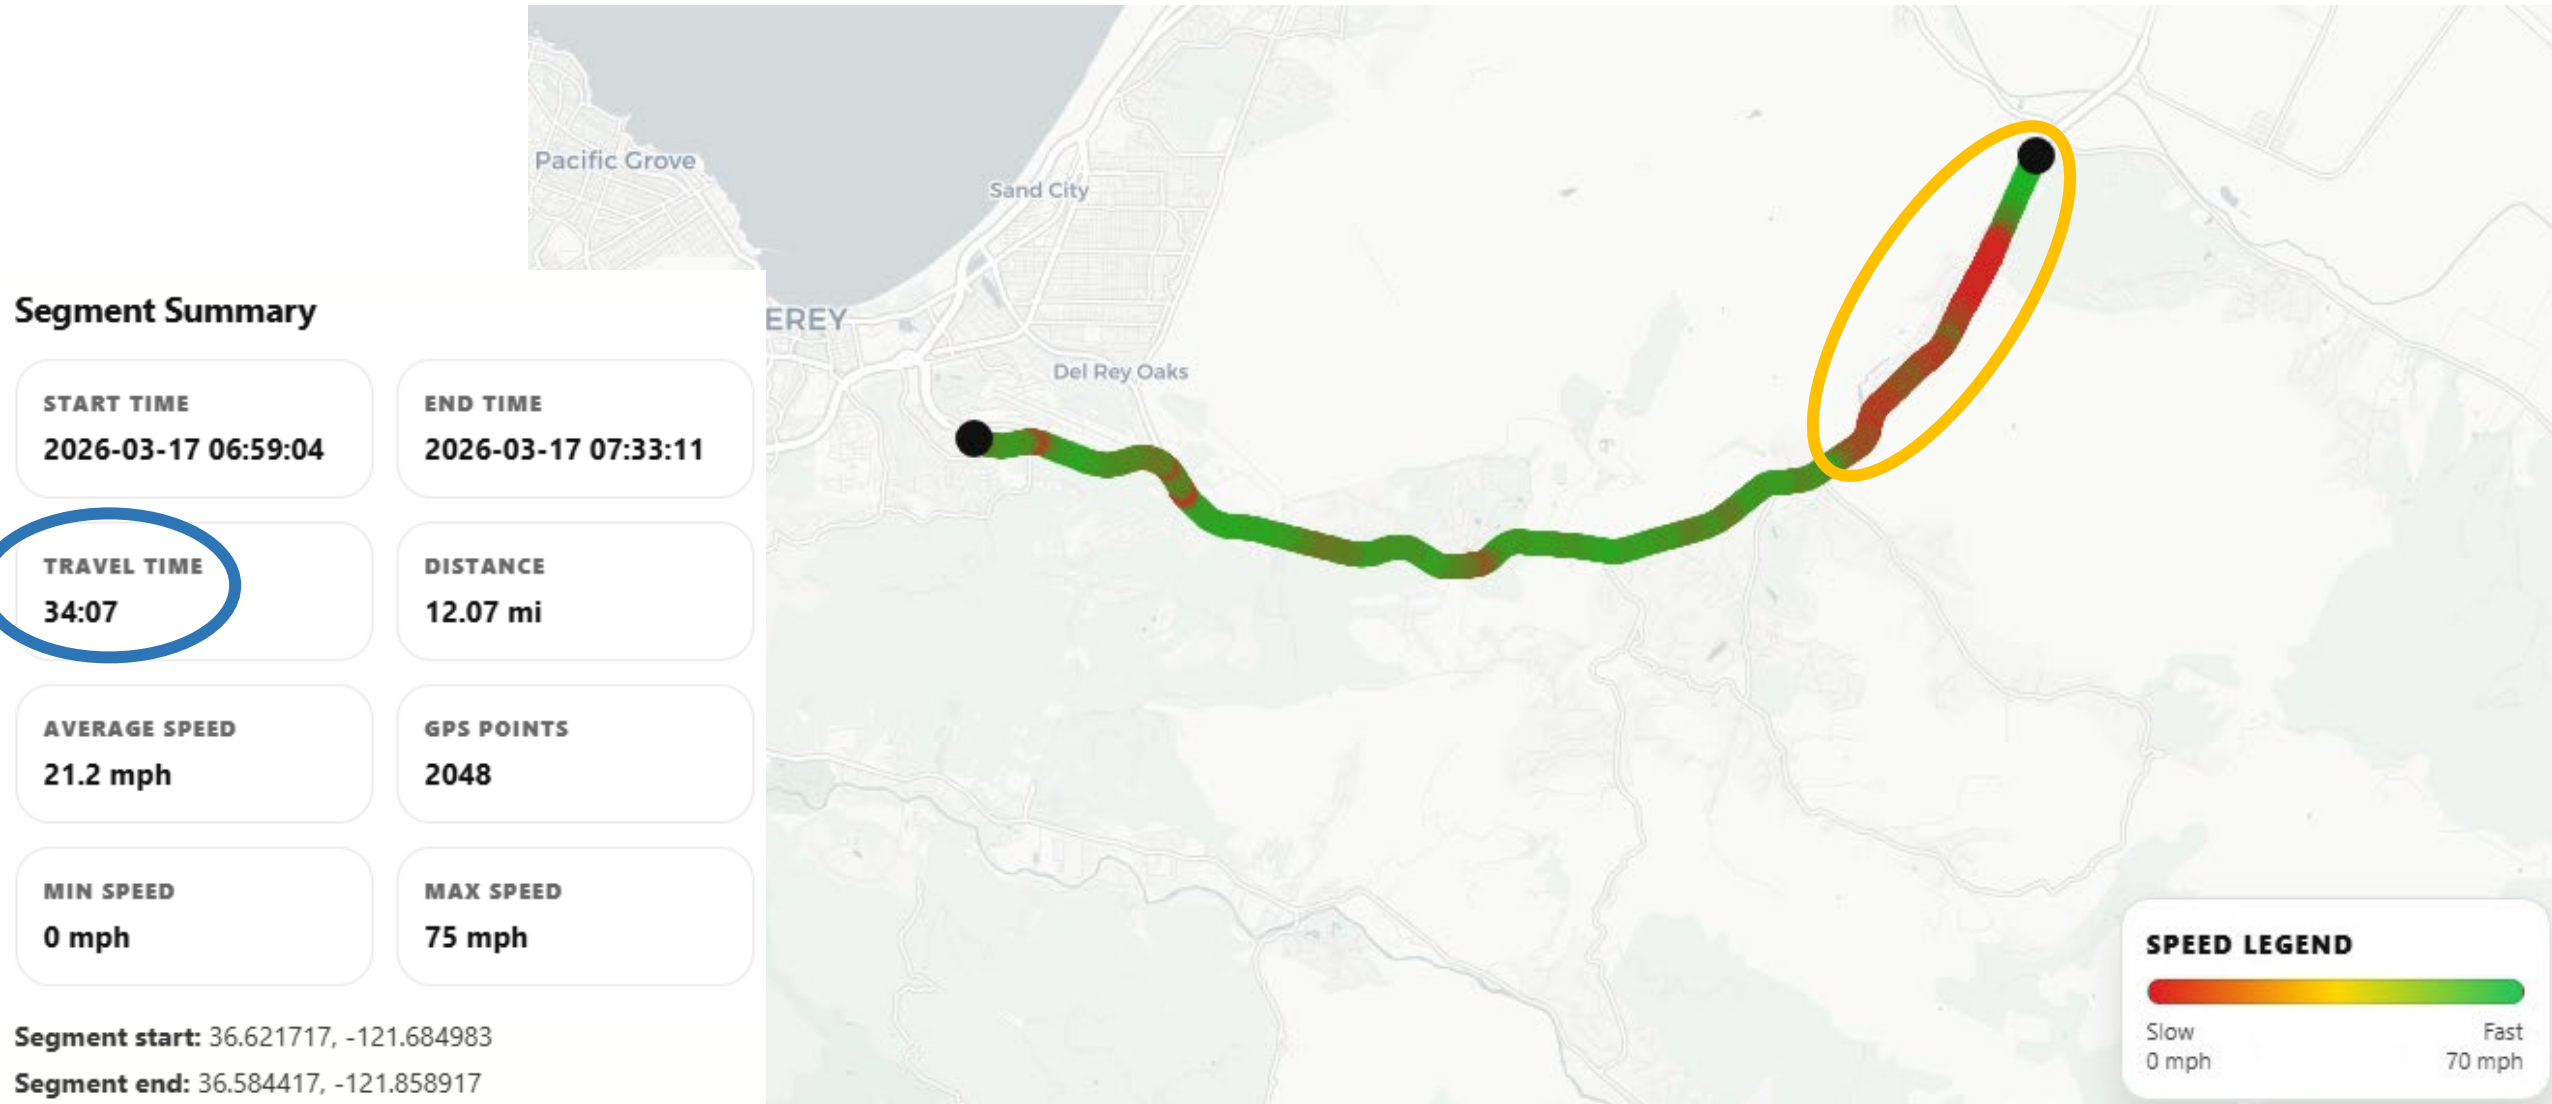 Pacific Grove
Sand City
EREY
Del Rey Oaks
Segment Summary
START TIME
2026-03-17 06:59:04
END TIME
2026-03-17 07:33:11
TRAVEL TIME
34:07
DISTANCE
12.07 mi
AVERAGE SPEED
21.2 mph
GPS POINTS
2048
MIN SPEED
0 mph
MAX SPEED
75 mph
Segment start: 36.621717, -121.684983
Segment end: 36.584417, -121.858917
SPEED LEGEND
Slow
0 mph
Fast
70 mph